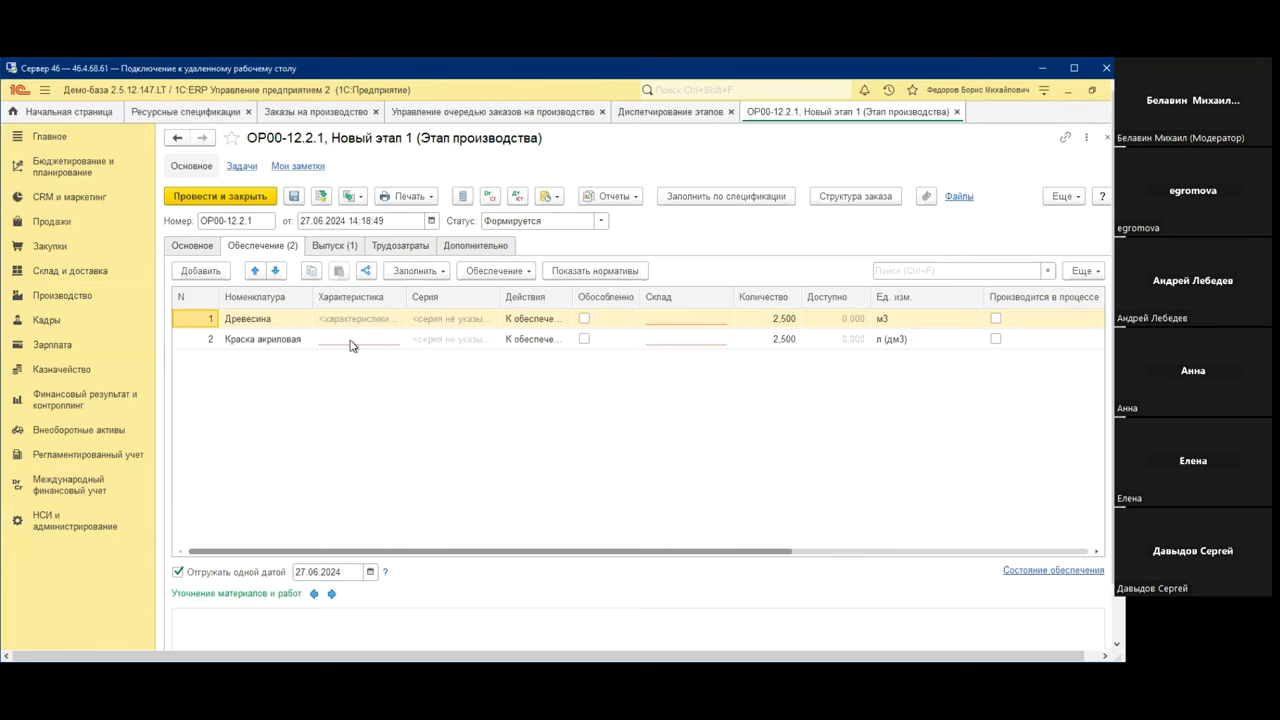 Сервер 46 — 46.4.68.61 — Подключение к удаленному рабочему столу
Демо-база 2.5.12.147.LT / 1С:ERP Управление предприятием 2 (1С:Предприятие)
Поиск Ctrl+Shift+F
Федоров Борис Михайлович
Начальная страница
Ресурсные спецификации
Заказы на производство
Управление очередью заказов на производство
Диспетчирование этапов
ОР00-12.2.1, Новый этап 1 (Этап производства)
Главное
Бюджетирование и
планирование
CRM и маркетинг
Продажи
Закупки
Склад и доставка
Производство
Кадры
Зарплата
Казначейство
Финансовый результат и
контроллинг
Внеоборотные активы
Регламентированный учет
Международный
финансовый учет
НСИ и
администрирование
ОР00-12.2.1, Новый этап 1 (Этап производства)
Основное Задачи Мои заметки
Провести и закрыть Печать Отчеты Заполнить по спецификации Структура заказа Файлы Еще ?
Номер: ОР00-12.2.1 от: 27.06.2024 14:18:49 Статус: Формируется
Основное Обеспечение (2) Выпуск (1) Трудозатраты Дополнительно
Добавить Заполнить Обеспечение Показать нормативы Поиск (Ctrl+F) × Еще
N Номенклатура Характеристика Серия Действия Обособленно Склад Количество Доступно Ед. изм. Производится в процессе
1 Древесина <характеристики... <серия не указы... К обеспече... 2,500 0,000 м3
2 Краска акриловая <серия не указы... К обеспече... 2,500 0,000 л (дм3)
Отгружать одной датой 27.06.2024 ? Состояние обеспечения
Уточнение материалов и работ
Белавин Михаил...
Белавин Михаил (Модератор)
egromova
egromova
Андрей Лебедев
Андрей Лебедев
Анна
Анна
Елена
Елена
Давыдов Сергей
Давыдов Сергей